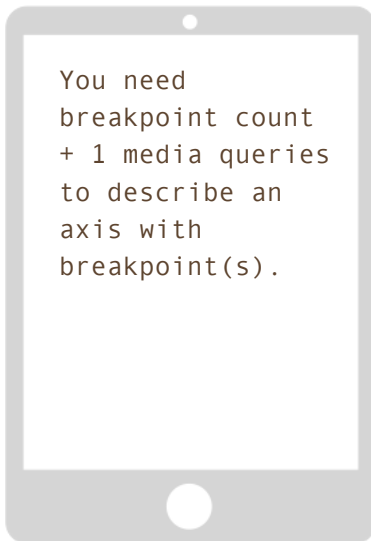 You need
breakpoint count
+ 1 media queries
to describe an
axis with
breakpoint(s).